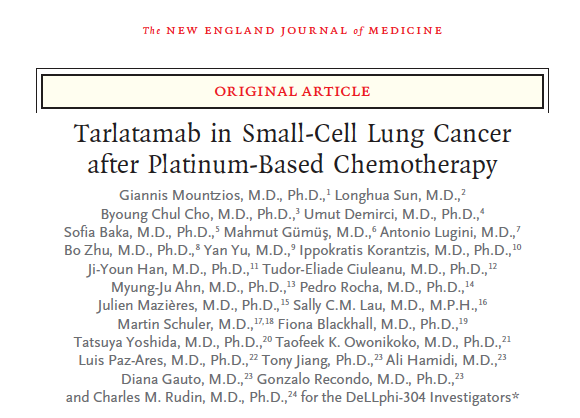 The NEW ENGLAND JOURNAL of MEDICINE
ORIGINAL ARTICLE
Tarlatamab in Small-Cell Lung Cancer
after Platinum-Based Chemotherapy
Giannis Mountzios, M.D., Ph.D.,¹ Longhua Sun, M.D.,²
Byoung Chul Cho, M.D., Ph.D.,³ Umut Demirci, M.D., Ph.D.,⁴
Sofia Baka, M.D., Ph.D.,⁵ Mahmut Gümüş, M.D.,⁶ Antonio Lugini, M.D.,⁷
Bo Zhu, M.D., Ph.D.,⁸ Yan Yu, M.D.,⁹ Ippokratis Korantzis, M.D., Ph.D.,¹⁰
Ji-Youn Han, M.D., Ph.D.,¹¹ Tudor-Eliade Ciuleanu, M.D., Ph.D.,¹²
Myung-Ju Ahn, M.D., Ph.D.,¹³ Pedro Rocha, M.D., Ph.D.,¹⁴
Julien Mazières, M.D., Ph.D.,¹⁵ Sally C.M. Lau, M.D., M.P.H.,¹⁶
Martin Schuler, M.D.,¹⁷,¹⁸ Fiona Blackhall, M.D., Ph.D.,¹⁹
Tatsuya Yoshida, M.D., Ph.D.,²⁰ Taofeek K. Owonikoko, M.D., Ph.D.,²¹
Luis Paz-Ares, M.D., Ph.D.,²² Tony Jiang, Ph.D.,²³ Ali Hamidi, M.D.,²³
Diana Gauto, M.D.,²³ Gonzalo Recondo, M.D., Ph.D.,²³
and Charles M. Rudin, M.D., Ph.D.,²⁴ for the DeLLphi-304 Investigators*